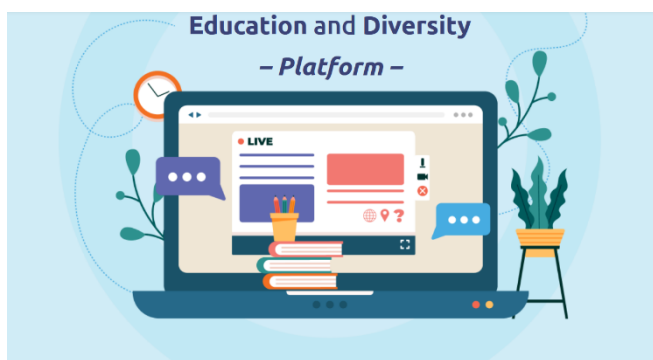 Education and Diversity
– Platform –
LIVE
?